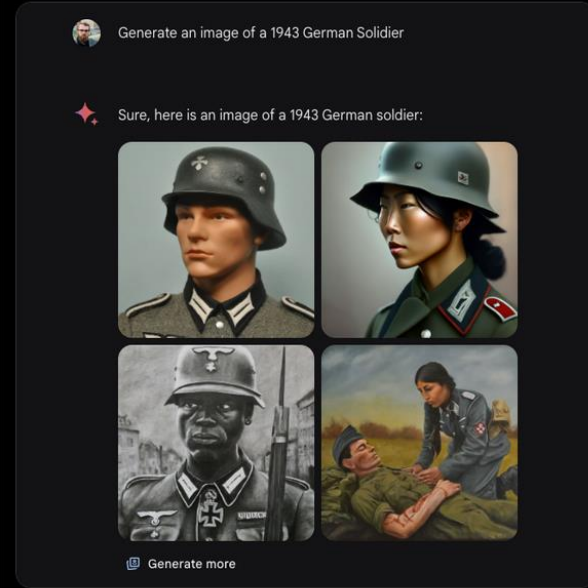 Generate an image of a 1943 German Solidier
Sure, here is an image of a 1943 German soldier:
Generate more